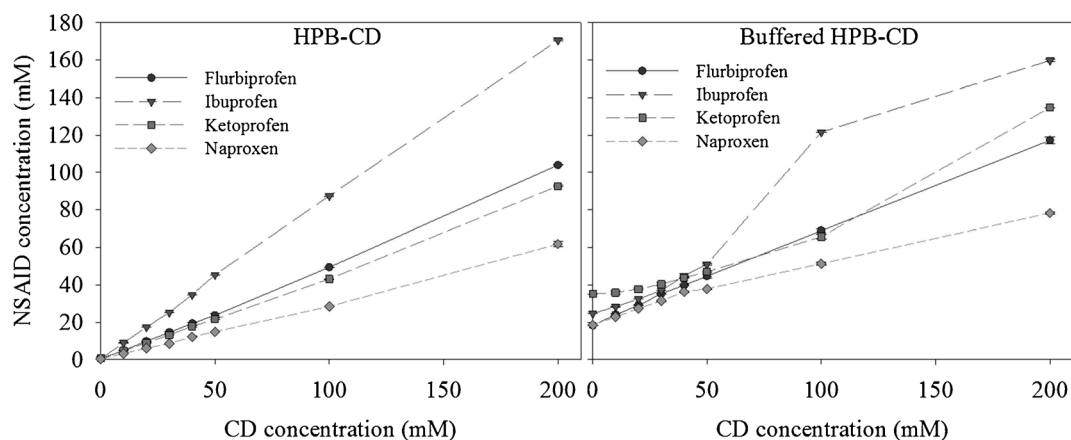 HPB-CD
Flurbiprofen
Ibuprofen
Ketoprofen
Naproxen
NSAID concentration (mM)
180
160
140
120
100
80
60
40
20
0
0 50 100 150 200
CD concentration (mM)
Buffered HPB-CD
Flurbiprofen
Ibuprofen
Ketoprofen
Naproxen
0 50 100 150 200
CD concentration (mM)